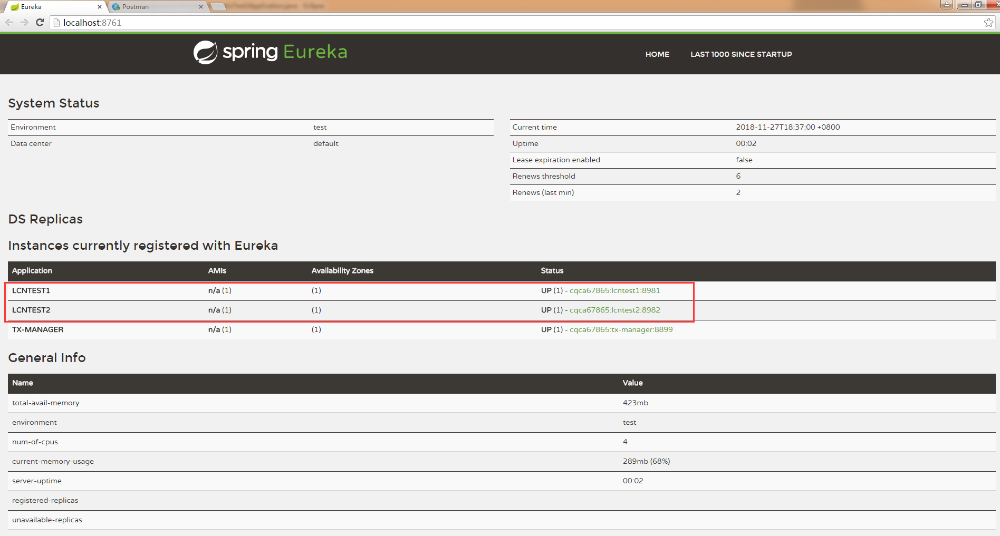 Eureka
Postman
localhost:8761
spring Eureka
HOME LAST 1000 SINCE STARTUP
System Status
Environment test
Data center default
Current time 2018-11-27T18:37:00 +0800
Uptime 00:02
Lease expiration enabled false
Renews threshold 6
Renews (last min) 2
DS Replicas
Instances currently registered with Eureka
Application AMIs Availability Zones Status
LCNTEST1 n/a (1) (1) UP (1) - cqca67865:lcntest1:8981
LCNTEST2 n/a (1) (1) UP (1) - cqca67865:lcntest2:8982
TX-MANAGER n/a (1) (1) UP (1) - cqca67865:tx-manager:8899
General Info
Name Value
total-avail-memory 423mb
environment test
num-of-cpus 4
current-memory-usage 289mb (68%)
server-uptime 00:02
registered-replicas
unavailable-replicas